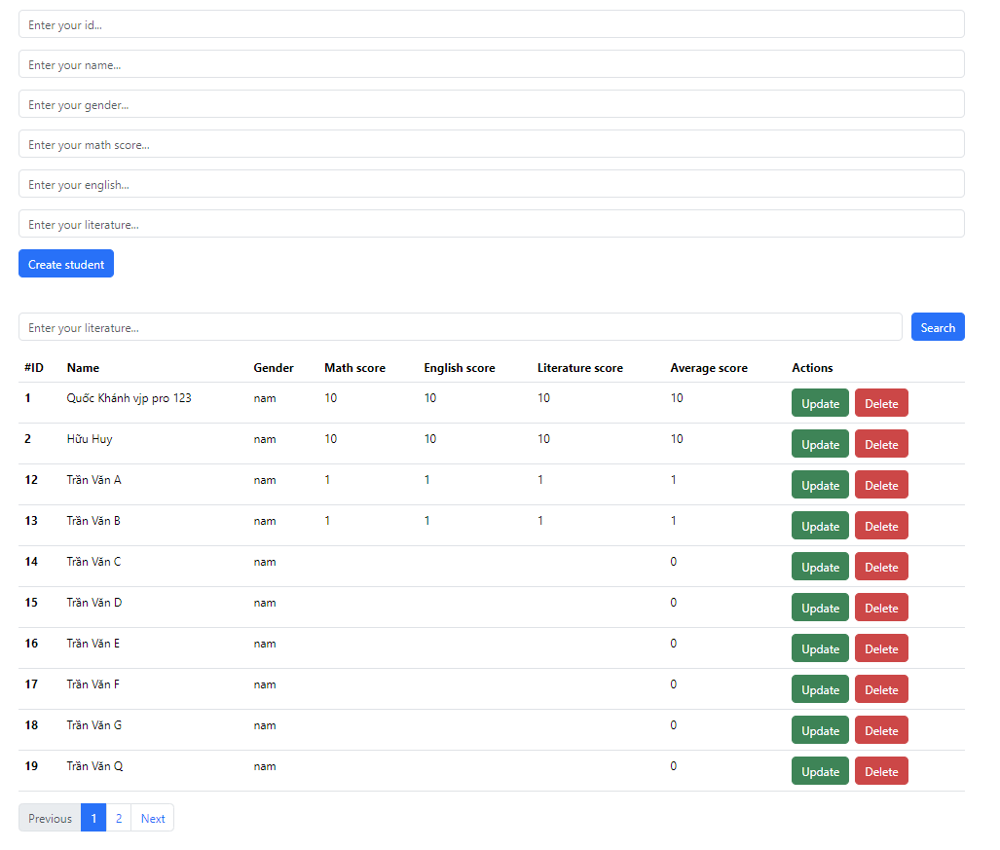 Enter your id...
Enter your name...
Enter your gender...
Enter your math score...
Enter your english...
Enter your literature...
Create student
Enter your literature... Search
#ID Name Gender Math score English score Literature score Average score Actions
1 Quốc Khánh vjp pro 123 nam 10 10 10 10 Update Delete
2 Hữu Huy nam 10 10 10 10 Update Delete
12 Trần Văn A nam 1 1 1 1 Update Delete
13 Trần Văn B nam 1 1 1 1 Update Delete
14 Trần Văn C nam 0 Update Delete
15 Trần Văn D nam 0 Update Delete
16 Trần Văn E nam 0 Update Delete
17 Trần Văn F nam 0 Update Delete
18 Trần Văn G nam 0 Update Delete
19 Trần Văn Q nam 0 Update Delete
Previous 1 2 Next